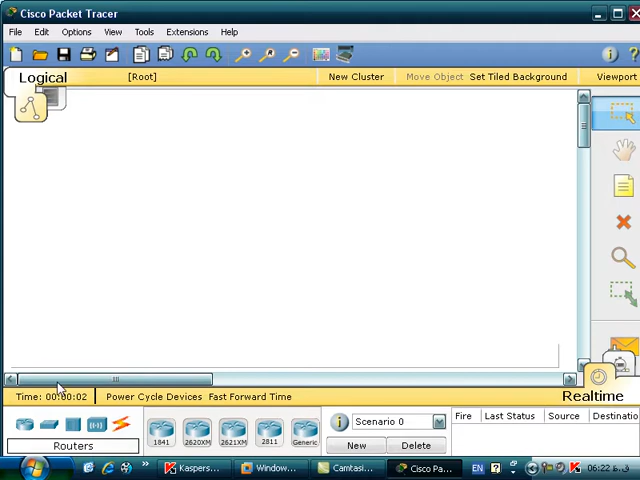 Cisco Packet Tracer
File Edit Options View Tools Extensions Help
Logical [Root] New Cluster Move Object Set Tiled Background Viewport
Time: 00:00:02 Power Cycle Devices Fast Forward Time Realtime
Routers
1841 2620XM 2621XM 2811 Generic
Scenario 0
New Delete
Fire Last Status Source Destinatio
Kaspers... Window... Camtasi... Cisco Pa... EN 06:22